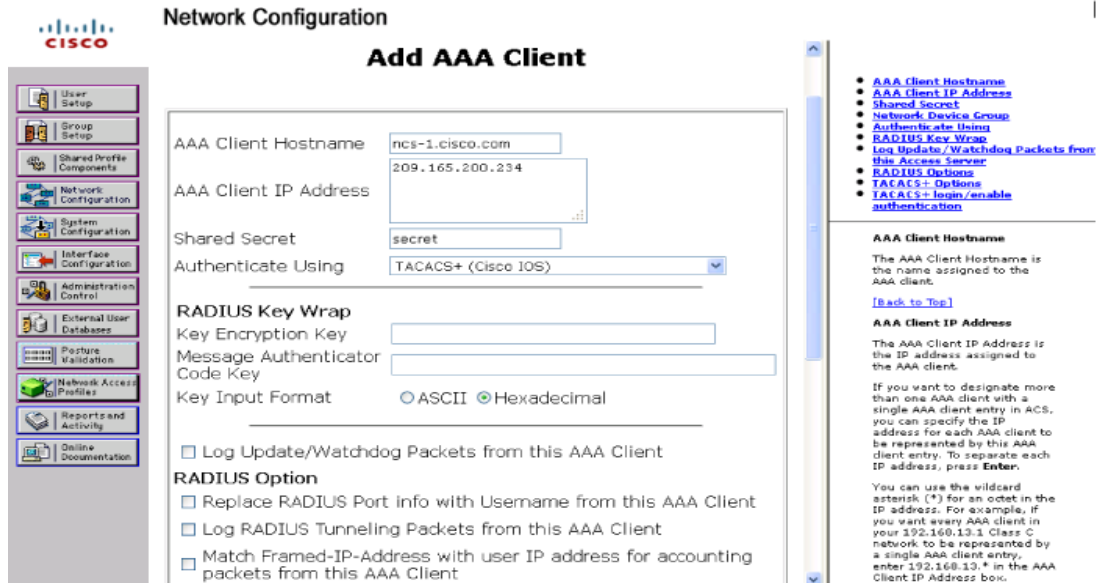 CISCO
Network Configuration
Add AAA Client
User
Setup
Group
Setup
Shared Profile
Components
Network
Configuration
System
Configuration
Interface
Configuration
Administration
Control
External User
Databases
Posture
Validation
Network Access
Profiles
Reports and
Activity
Online
Documentation
AAA Client Hostname
ncs-1.cisco.com
AAA Client IP Address
209.165.200.234
Shared Secret
secret
Authenticate Using
TACACS+ (Cisco IOS)
RADIUS Key Wrap
Key Encryption Key
Message Authenticator
Code Key
Key Input Format
ASCII Hexadecimal
Log Update/Watchdog Packets from this AAA Client
RADIUS Option
Replace RADIUS Port info with Username from this AAA Client
Log RADIUS Tunneling Packets from this AAA Client
Match Framed-IP-Address with user IP address for accounting
packets from this AAA Client
AAA Client Hostname
AAA Client IP Address
Shared Secret
Network Device Group
Authenticate Using
RADIUS Key Wrap
Log Update/Watchdog Packets from
this Access Server
RADIUS Options
TACACS+ Options
TACACS+ login/enable
authentication
AAA Client Hostname
The AAA Client Hostname is
the name assigned to the
AAA client.
[Back to Top]
AAA Client IP Address
The AAA Client IP Address is
the IP address assigned to
the AAA client.
If you want to designate more
than one AAA client with a
single AAA client entry in ACS,
you can specify the IP
address for each AAA client to
be represented by this AAA
client entry. To separate each
IP address, press Enter.
You can use the wildcard
asterisk (*) for an octet in the
IP address. For example, if
you want every AAA client in
your 192.168.13.1 Class C
network to be represented by
a single AAA client entry,
enter 192.168.13.* in the AAA
Client IP Address box.